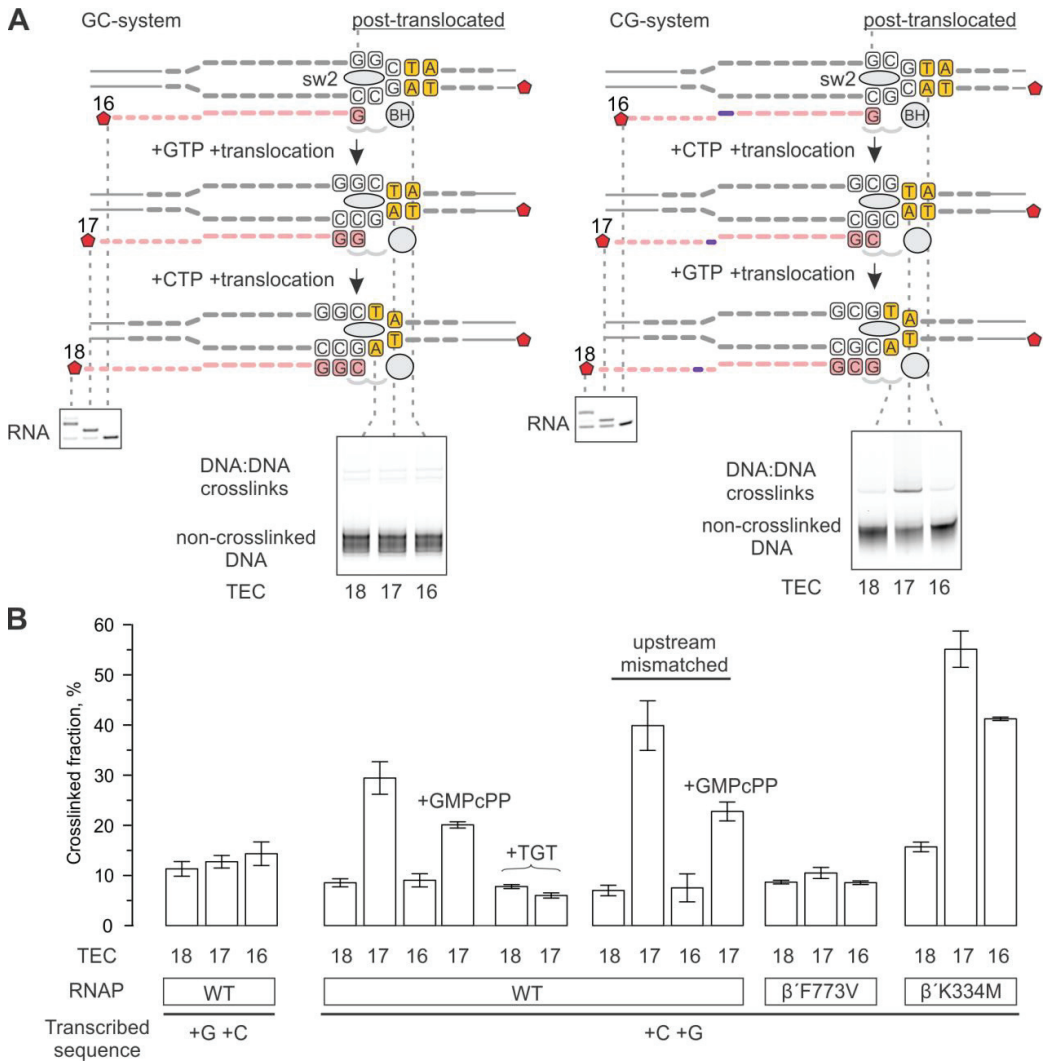 A
GC-system
post-translocated
CG-system
post-translocated
G G C T A
sw2
C C G A T
16
G
BH
+GTP +translocation
G G C T A
C C G A T
17
G G
+CTP +translocation
G G C T A
C C G A T
18
G G C
RNA
DNA:DNA
crosslinks
non-crosslinked
DNA
TEC 18 17 16
G C G T A
sw2
C G C A T
16
G
BH
+CTP +translocation
G C G T A
C G C A T
17
G C
+GTP +translocation
G C G T A
C G C A T
18
G C G
RNA
DNA:DNA
crosslinks
non-crosslinked
DNA
TEC 18 17 16
B
Crosslinked fraction, %
60
50
40
30
20
10
0
upstream
mismatched
+GMPcPP
+GMPcPP
+TGT
TEC 18 17 16 18 17 16 17 18 17 18 17 16 17 18 17 16 18 17 16
RNAP WT WT β´F773V β´K334M
Transcribed
sequence
+G +C +C +G